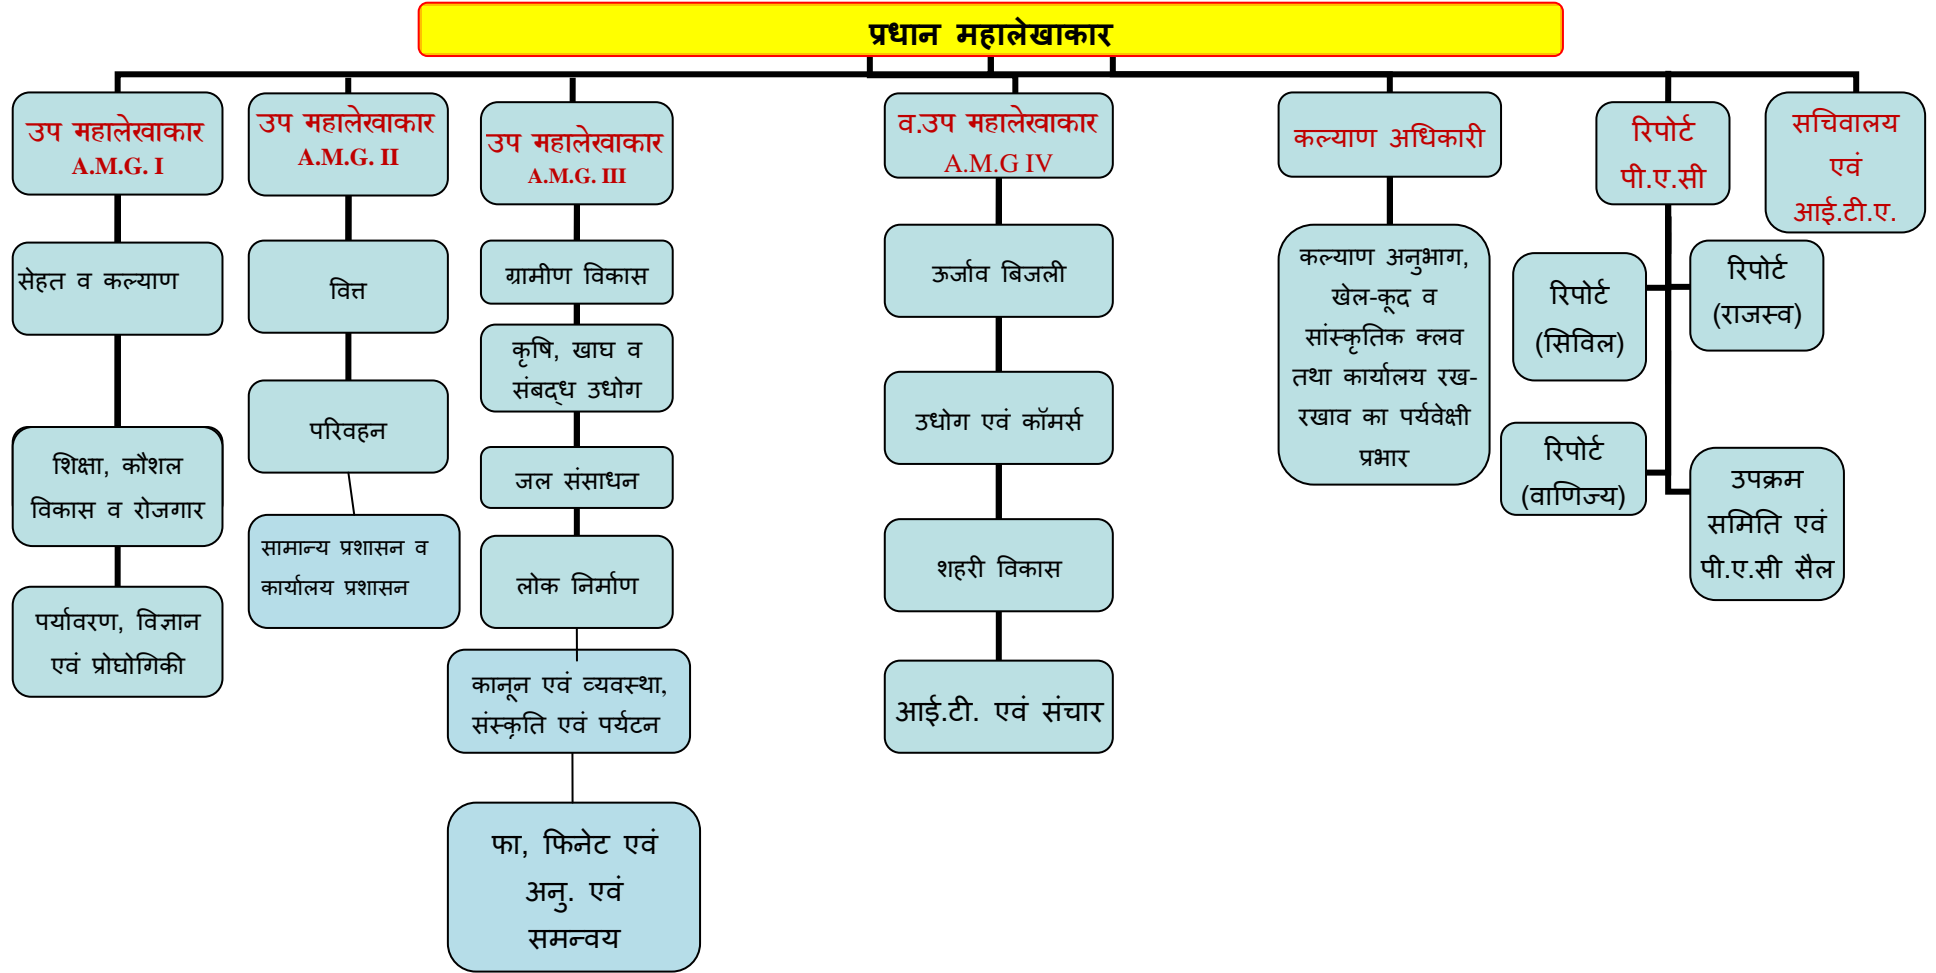 प्रधान महालेखाकार
उप महालेखाकार
A.M.G. I
सेहत व कल्याण
शिक्षा, कौशल
विकास व रोजगार
पर्यावरण, विज्ञान
एवं प्रोघोगिकी
उप महालेखाकार
A.M.G. II
वित्त
परिवहन
सामान्य प्रशासन व
कार्यालय प्रशासन
उप महालेखाकार
A.M.G. III
ग्रामीण विकास
कृषि, खाघ व
संबद्ध उधोग
जल संसाधन
लोक निर्माण
कानून एवं व्यवस्था,
संस्कृति एवं पर्यटन
फा, फिनेट एवं
अनु. एवं
समन्वय
व.उप महालेखाकार
A.M.G IV
ऊर्जाव बिजली
उधोग एवं कॉमर्स
शहरी विकास
आई.टी. एवं संचार
कल्याण अधिकारी
कल्याण अनुभाग,
खेल-कूद व
सांस्कृतिक क्लव
तथा कार्यालय रख-
रखाव का पर्यवेक्षी
प्रभार
रिपोर्ट
पी.ए.सी
रिपोर्ट
(सिविल)
रिपोर्ट
(राजस्व)
रिपोर्ट
(वाणिज्य)
उपक्रम
समिति एवं
पी.ए.सी सैल
सचिवालय
एवं
आई.टी.ए.